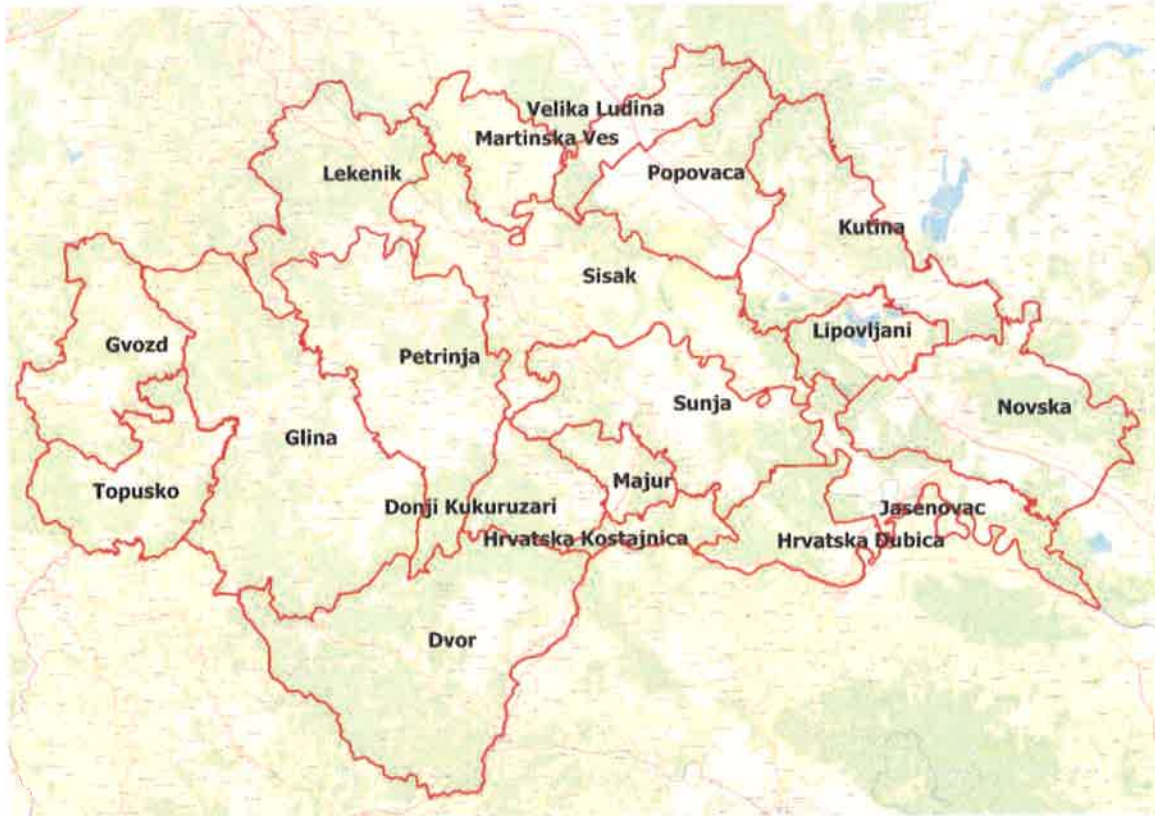 Velika Ludina
Martinska Ves
Lekenik
Popovaca
Kutina
Sisak
Lipovljani
Gvozd
Petrinja
Sunja
Novska
Glina
Topusko
Majur
Donji Kukuruzari
Jasenovac
Hrvatska Kostajnica
Hrvatska Dubica
Dvor